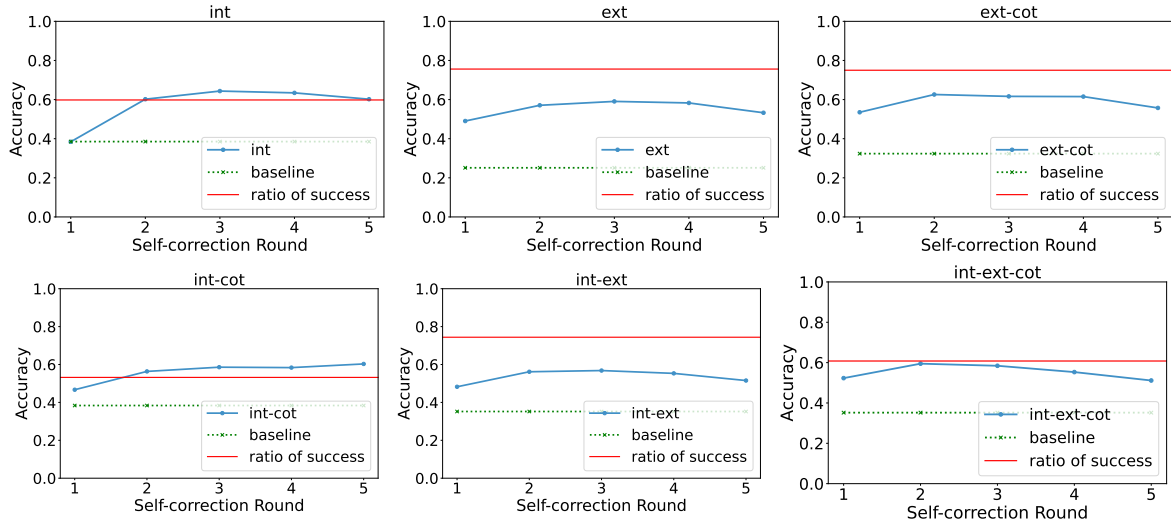 int
1.0
0.8
0.6
0.4
0.2
0.0
Accuracy
int
baseline
ratio of success
1 2 3 4 5
Self-correction Round
ext
1.0
0.8
0.6
0.4
0.2
0.0
Accuracy
ext
baseline
ratio of success
1 2 3 4 5
Self-correction Round
ext-cot
1.0
0.8
0.6
0.4
0.2
0.0
Accuracy
ext-cot
baseline
ratio of success
1 2 3 4 5
Self-correction Round
int-cot
1.0
0.8
0.6
0.4
0.2
0.0
Accuracy
int-cot
baseline
ratio of success
1 2 3 4 5
Self-correction Round
int-ext
1.0
0.8
0.6
0.4
0.2
0.0
Accuracy
int-ext
baseline
ratio of success
1 2 3 4 5
Self-correction Round
int-ext-cot
1.0
0.8
0.6
0.4
0.2
0.0
Accuracy
int-ext-cot
baseline
ratio of success
1 2 3 4 5
Self-correction Round